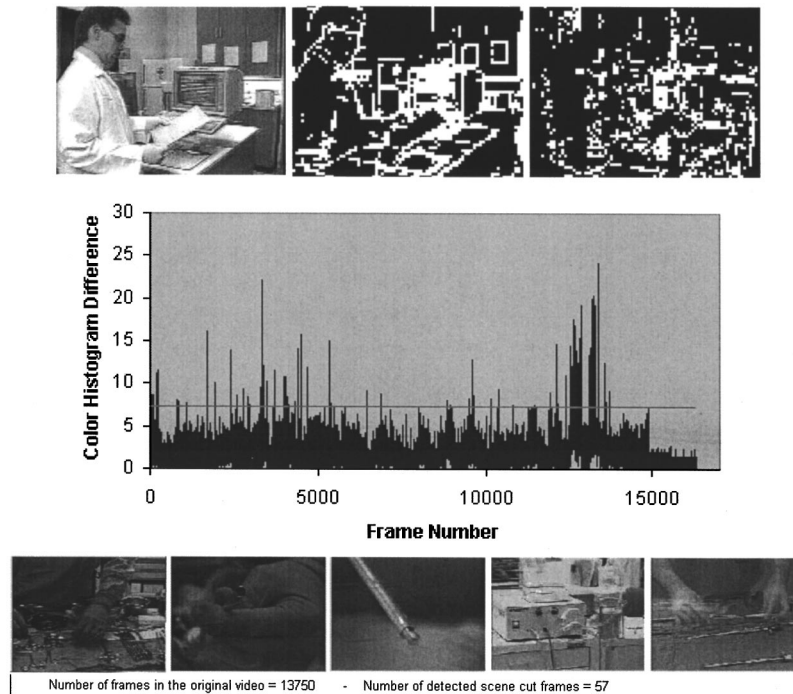 30
25
20
15
10
5
0
Color Histogram Difference
0 5000 10000 15000
Frame Number
Number of frames in the original video = 13750 - Number of detected scene cut frames = 57